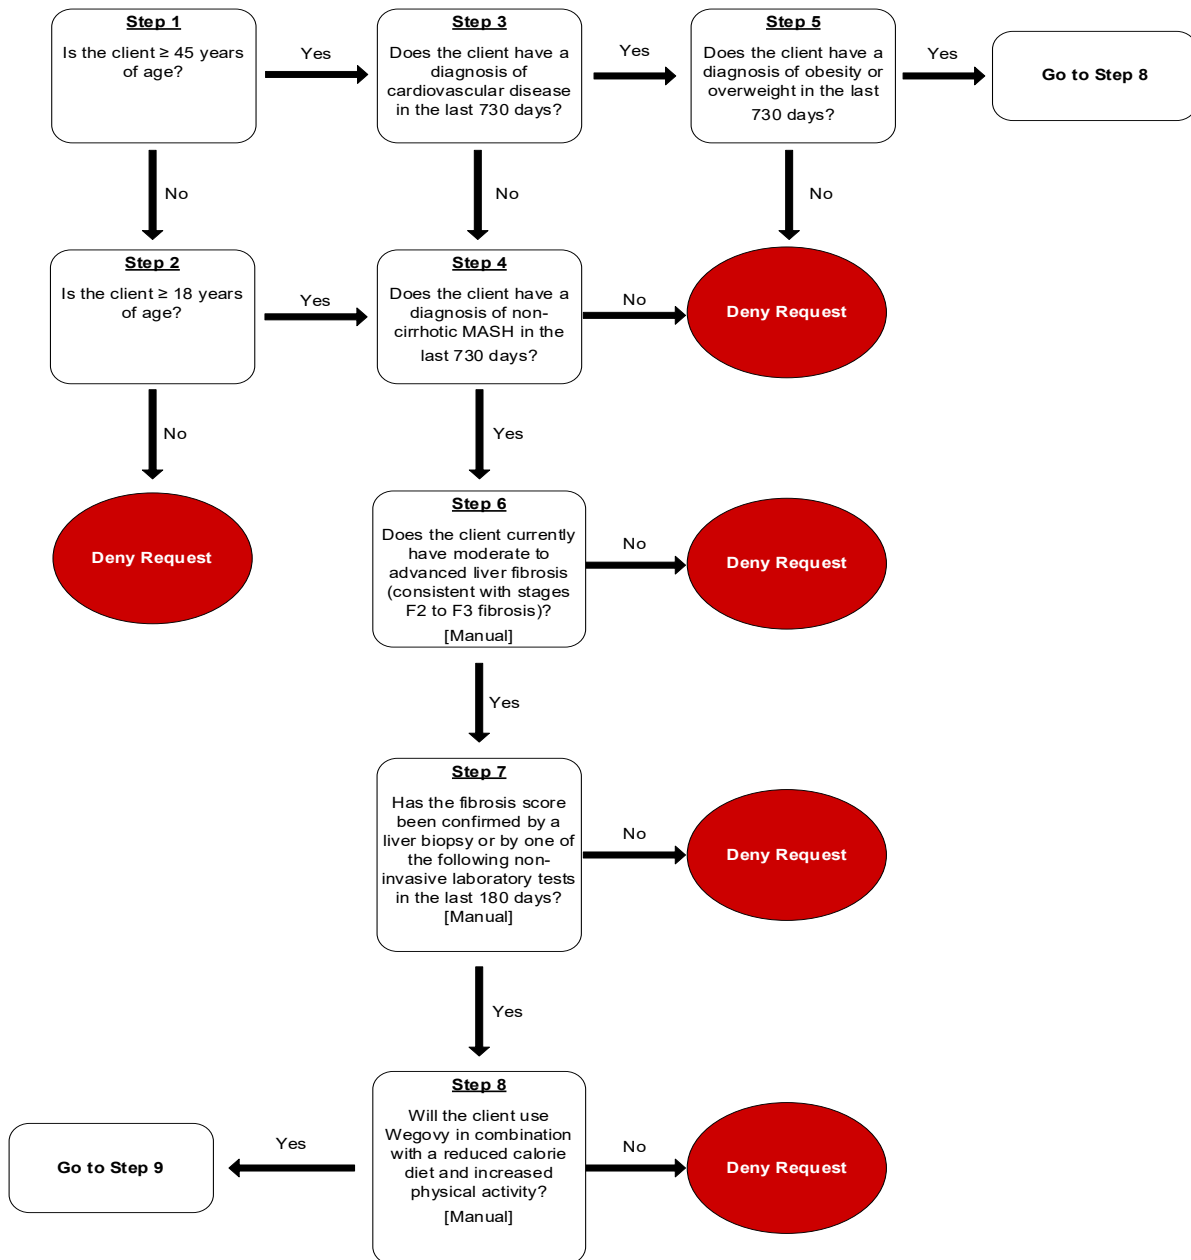 Step 1
Is the client ≥ 45 years
of age?
Yes
Step 3
Does the client have a
diagnosis of
cardiovascular disease
in the last 730 days?
Yes
Step 5
Does the client have a
diagnosis of obesity or
overweight in the last
730 days?
Yes
Go to Step 8
No
No
No
Step 2
Is the client ≥ 18 years
of age?
Yes
Step 4
Does the client have a
diagnosis of non-
cirrhotic MASH in the
last 730 days?
No
Deny Request
No
Yes
Deny Request
Step 6
Does the client currently
have moderate to
advanced liver fibrosis
(consistent with stages
F2 to F3 fibrosis)?
[Manual]
No
Deny Request
Yes
Step 7
Has the fibrosis score
been confirmed by a
liver biopsy or by one of
the following non-
invasive laboratory tests
in the last 180 days?
[Manual]
No
Deny Request
Yes
Step 8
Will the client use
Wegovy in combination
with a reduced calorie
diet and increased
physical activity?
[Manual]
Yes
Go to Step 9
No
Deny Request